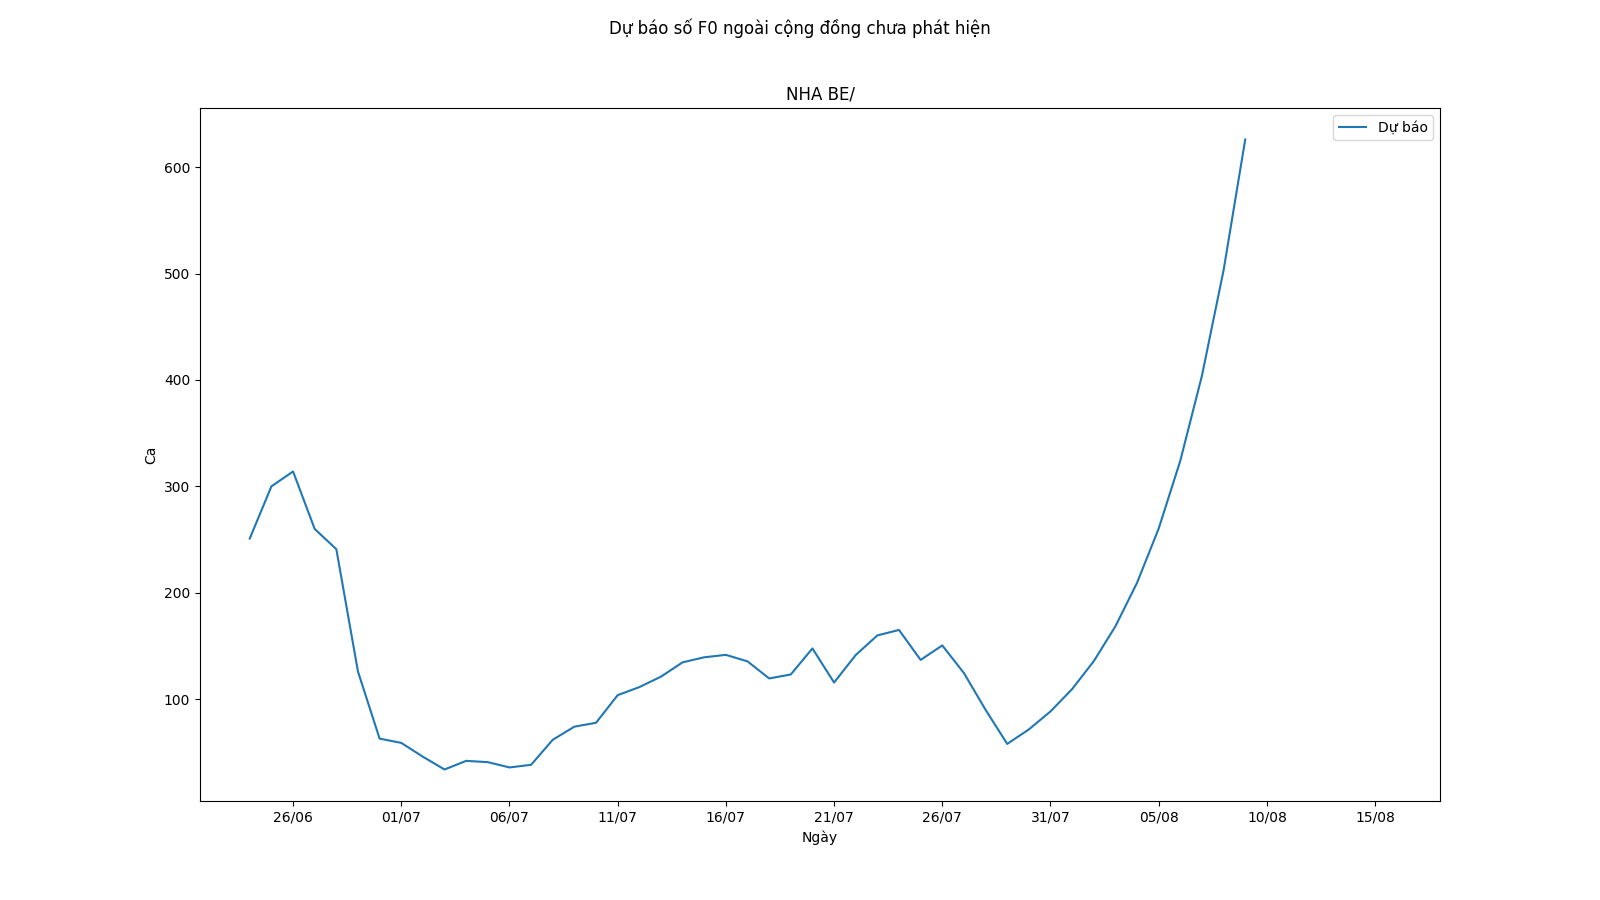 Dự báo số F0 ngoài cộng đồng chưa phát hiện
NHA BE/
Dự báo
600
500
400
300
200
100
Ca
26/06 01/07 06/07 11/07 16/07 21/07 26/07 31/07 05/08 10/08 15/08
Ngày